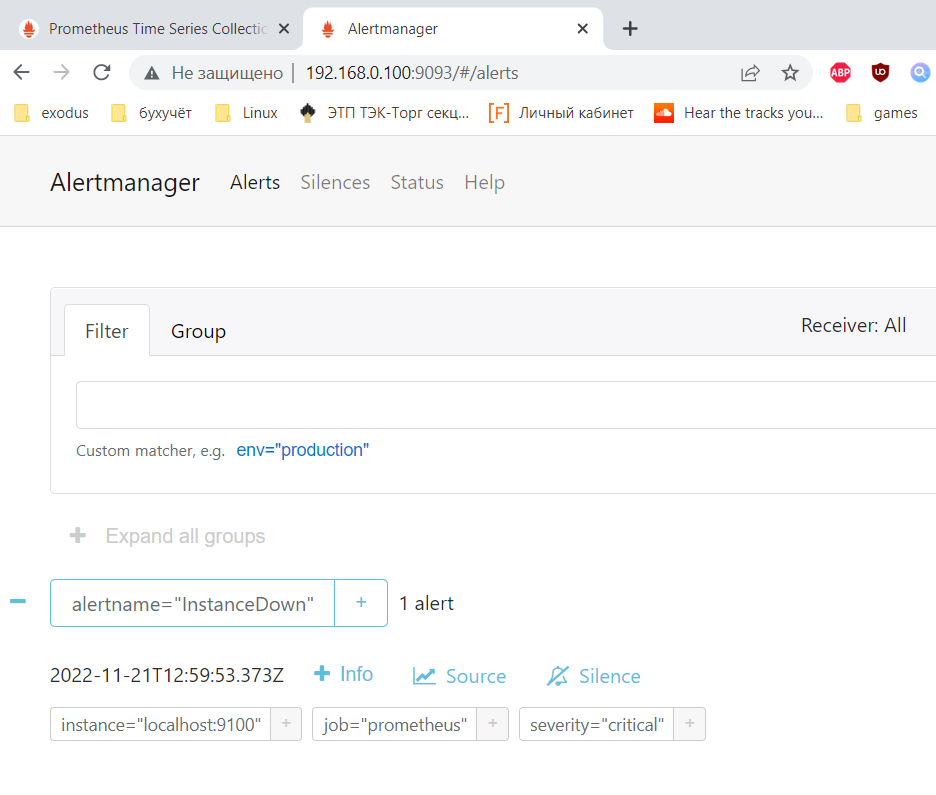 Prometheus Time Series Collectio
Alertmanager
Не защищено | 192.168.0.100:9093/#/alerts
ABP
exodus
бухучёт
Linux
ЭТП ТЭК-Торг секц...
[F] Личный кабинет
Hear the tracks you...
games
Alertmanager
Alerts
Silences
Status
Help
Filter
Group
Receiver: All
Custom matcher, e.g. env="production"
+ Expand all groups
alertname="InstanceDown" +
1 alert
2022-11-21T12:59:53.373Z
+ Info
Source
Silence
instance="localhost:9100" +
job="prometheus" +
severity="critical" +